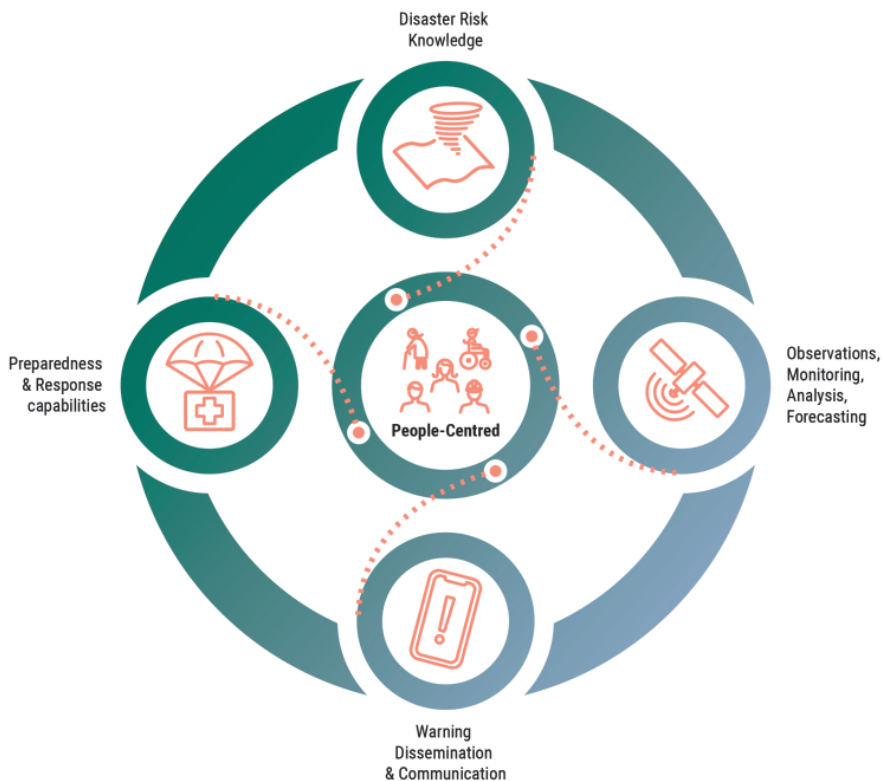 Disaster Risk
Knowledge
Preparedness
& Response
capabilities
People-Centred
Observations,
Monitoring,
Analysis,
Forecasting
Warning
Dissemination
& Communication